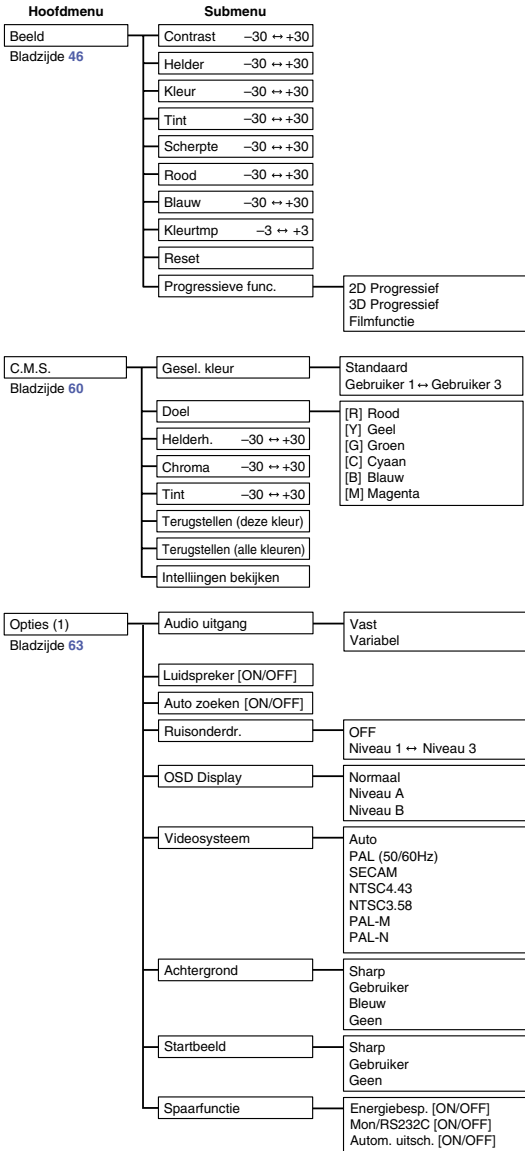 Hoofdmenu Submenu
Beeld
Bladzijde 46
Contrast –30 ↔ +30
Helder –30 ↔ +30
Kleur –30 ↔ +30
Tint –30 ↔ +30
Scherpte –30 ↔ +30
Rood –30 ↔ +30
Blauw –30 ↔ +30
Kleurtmp –3 ↔ +3
Reset
Progressieve func.
2D Progressief
3D Progressief
Filmfunctie
C.M.S.
Bladzijde 60
Gesel. kleur
Standaard
Gebruiker 1 ↔ Gebruiker 3
Doel
[R] Rood
[Y] Geel
[G] Groen
[C] Cyaan
[B] Blauw
[M] Magenta
Helderh. –30 ↔ +30
Chroma –30 ↔ +30
Tint –30 ↔ +30
Terugstellen (deze kleur)
Terugstellen (alle kleuren)
Intelliingen bekijken
Opties (1)
Bladzijde 63
Audio uitgang
Vast
Variabel
Luidspreker [ON/OFF]
Auto zoeken [ON/OFF]
Ruisonderdr.
OFF
Niveau 1 ↔ Niveau 3
OSD Display
Normaal
Niveau A
Niveau B
Videosysteem
Auto
PAL (50/60Hz)
SECAM
NTSC4.43
NTSC3.58
PAL-M
PAL-N
Achtergrond
Sharp
Gebruiker
Bleuw
Geen
Startbeeld
Sharp
Gebruiker
Geen
Spaarfunctie
Energiebesp. [ON/OFF]
Mon/RS232C [ON/OFF]
Autom. uitsch. [ON/OFF]